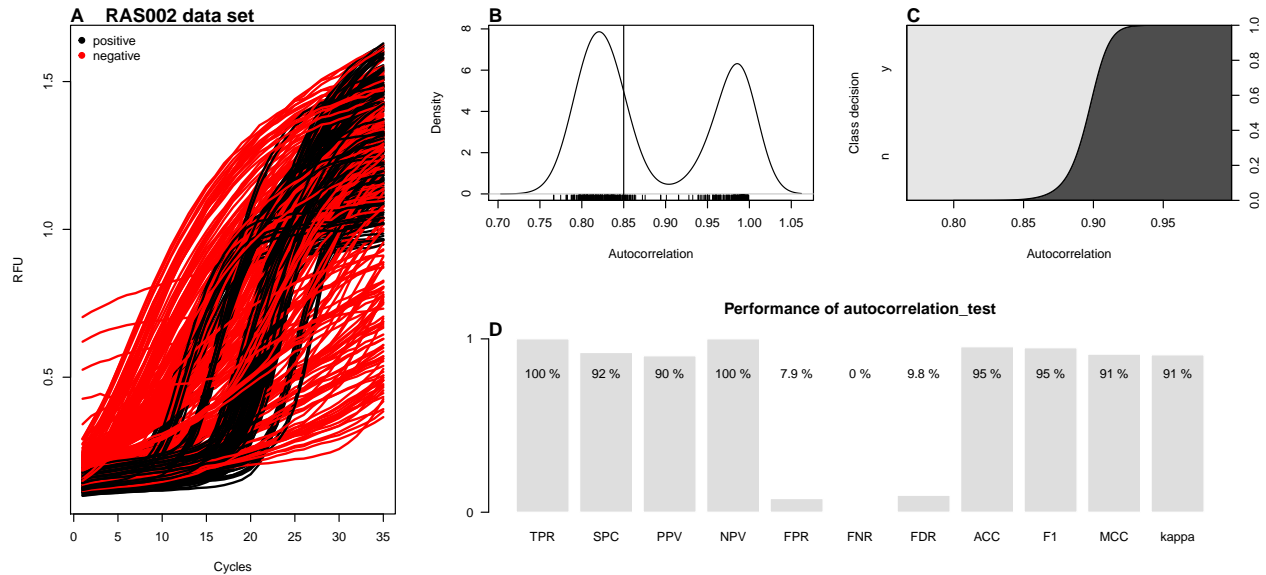 A RAS002 data set
positive
negative
RFU
0.5
1.0
1.5
0 5 10 15 20 25 30 35
Cycles
B
Density
0 2 4 6 8
0.70 0.75 0.80 0.85 0.90 0.95 1.00 1.05
Autocorrelation
C
Class decision
n y
0.0 0.2 0.4 0.6 0.8 1.0
0.80 0.85 0.90 0.95
Autocorrelation
Performance of autocorrelation_test
D
1
0
100 % 92 % 90 % 100 % 7.9 % 0 % 9.8 % 95 % 95 % 91 % 91 %
TPR SPC PPV NPV FPR FNR FDR ACC F1 MCC kappa